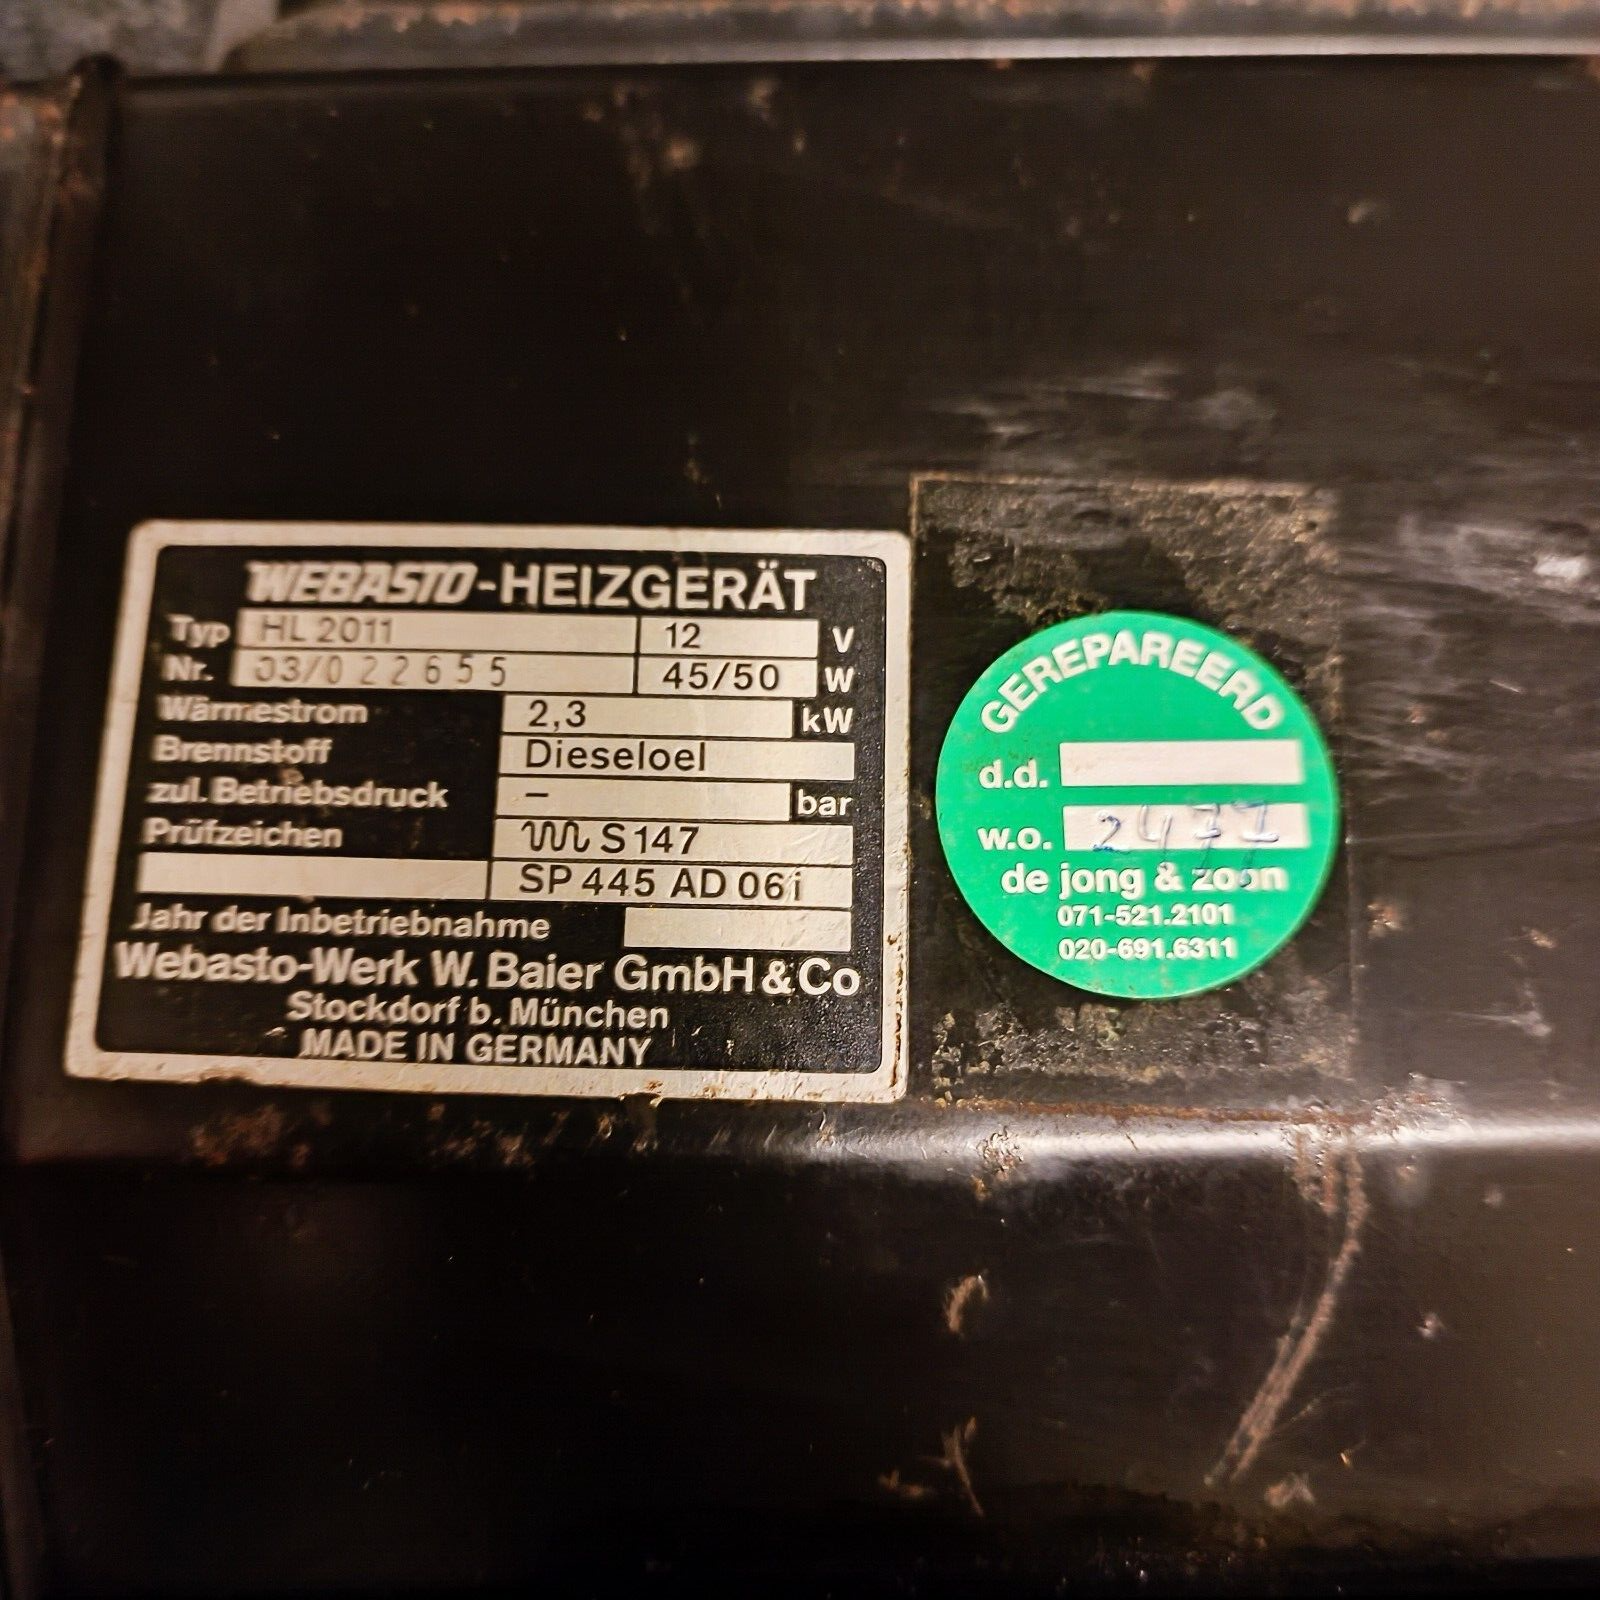 WEBASTO-HEIZGERÄT
Typ HL 2011 12 V
Nr. 03/022655 45/50 W
Wärmestrom 2,3 kW
Brennstoff Dieseloel
zul. Betriebsdruck – bar
Prüfzeichen S 147
SP 445 AD 06i
Jahr der Inbetriebnahme
Webasto-Werk W. Baier GmbH & Co
Stockdorf b. München
MADE IN GERMANY
GEREPAREERD
d.d.
w.o. 2477
de jong & zoon
071-521.2101
020-691.6311